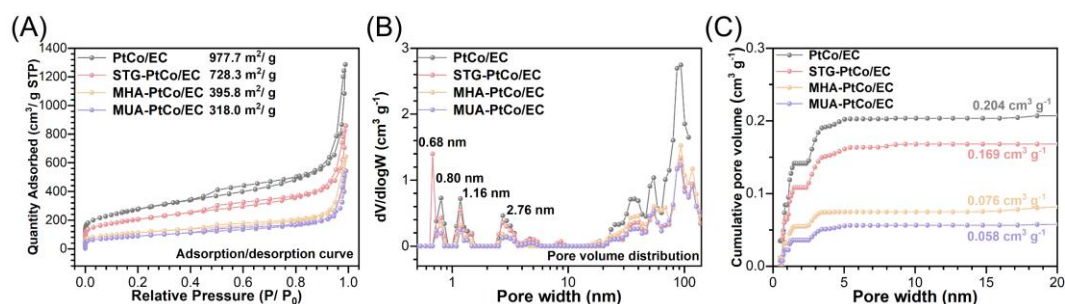 (A)
1400
1200
1000
800
600
400
200
0
Quantity Adsorbed (cm³/ g STP)
PtCo/EC 977.7 m²/ g
STG-PtCo/EC 728.3 m²/ g
MHA-PtCo/EC 395.8 m²/ g
MUA-PtCo/EC 318.0 m²/ g
Adsorption/desorption curve
0.0 0.2 0.4 0.6 0.8 1.0
Relative Pressure (P/ P₀)
(B)
3
2
1
0
dV/dlogW (cm³ g⁻¹)
PtCo/EC
STG-PtCo/EC
MHA-PtCo/EC
MUA-PtCo/EC
0.68 nm
0.80 nm
1.16 nm
2.76 nm
Pore volume distribution
1 10 100
Pore width (nm)
(C)
0.3
0.2
0.1
0.0
Cumulative pore volume (cm³ g⁻¹)
PtCo/EC
STG-PtCo/EC
MHA-PtCo/EC
MUA-PtCo/EC
0.204 cm³ g⁻¹
0.169 cm³ g⁻¹
0.076 cm³ g⁻¹
0.058 cm³ g⁻¹
0 5 10 15 20
Pore width (nm)